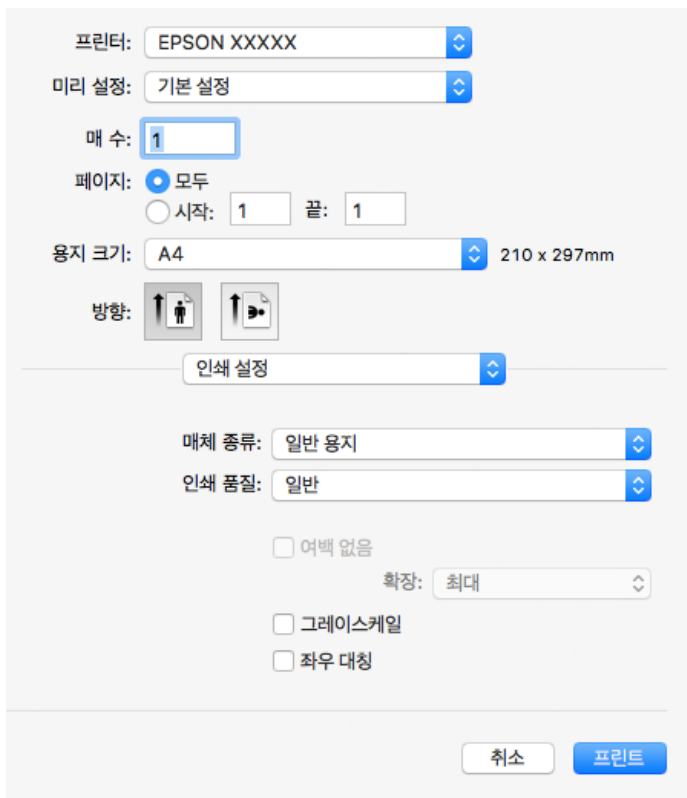 프린터: EPSON XXXXX
미리 설정: 기본 설정
매 수: 1
페이지: 모두
시작: 1 끝: 1
용지 크기: A4 210 x 297mm
방향:
인쇄 설정
매체 종류: 일반 용지
인쇄 품질: 일반
여백 없음
확장: 최대
그레이스케일
좌우 대칭
취소 프린트